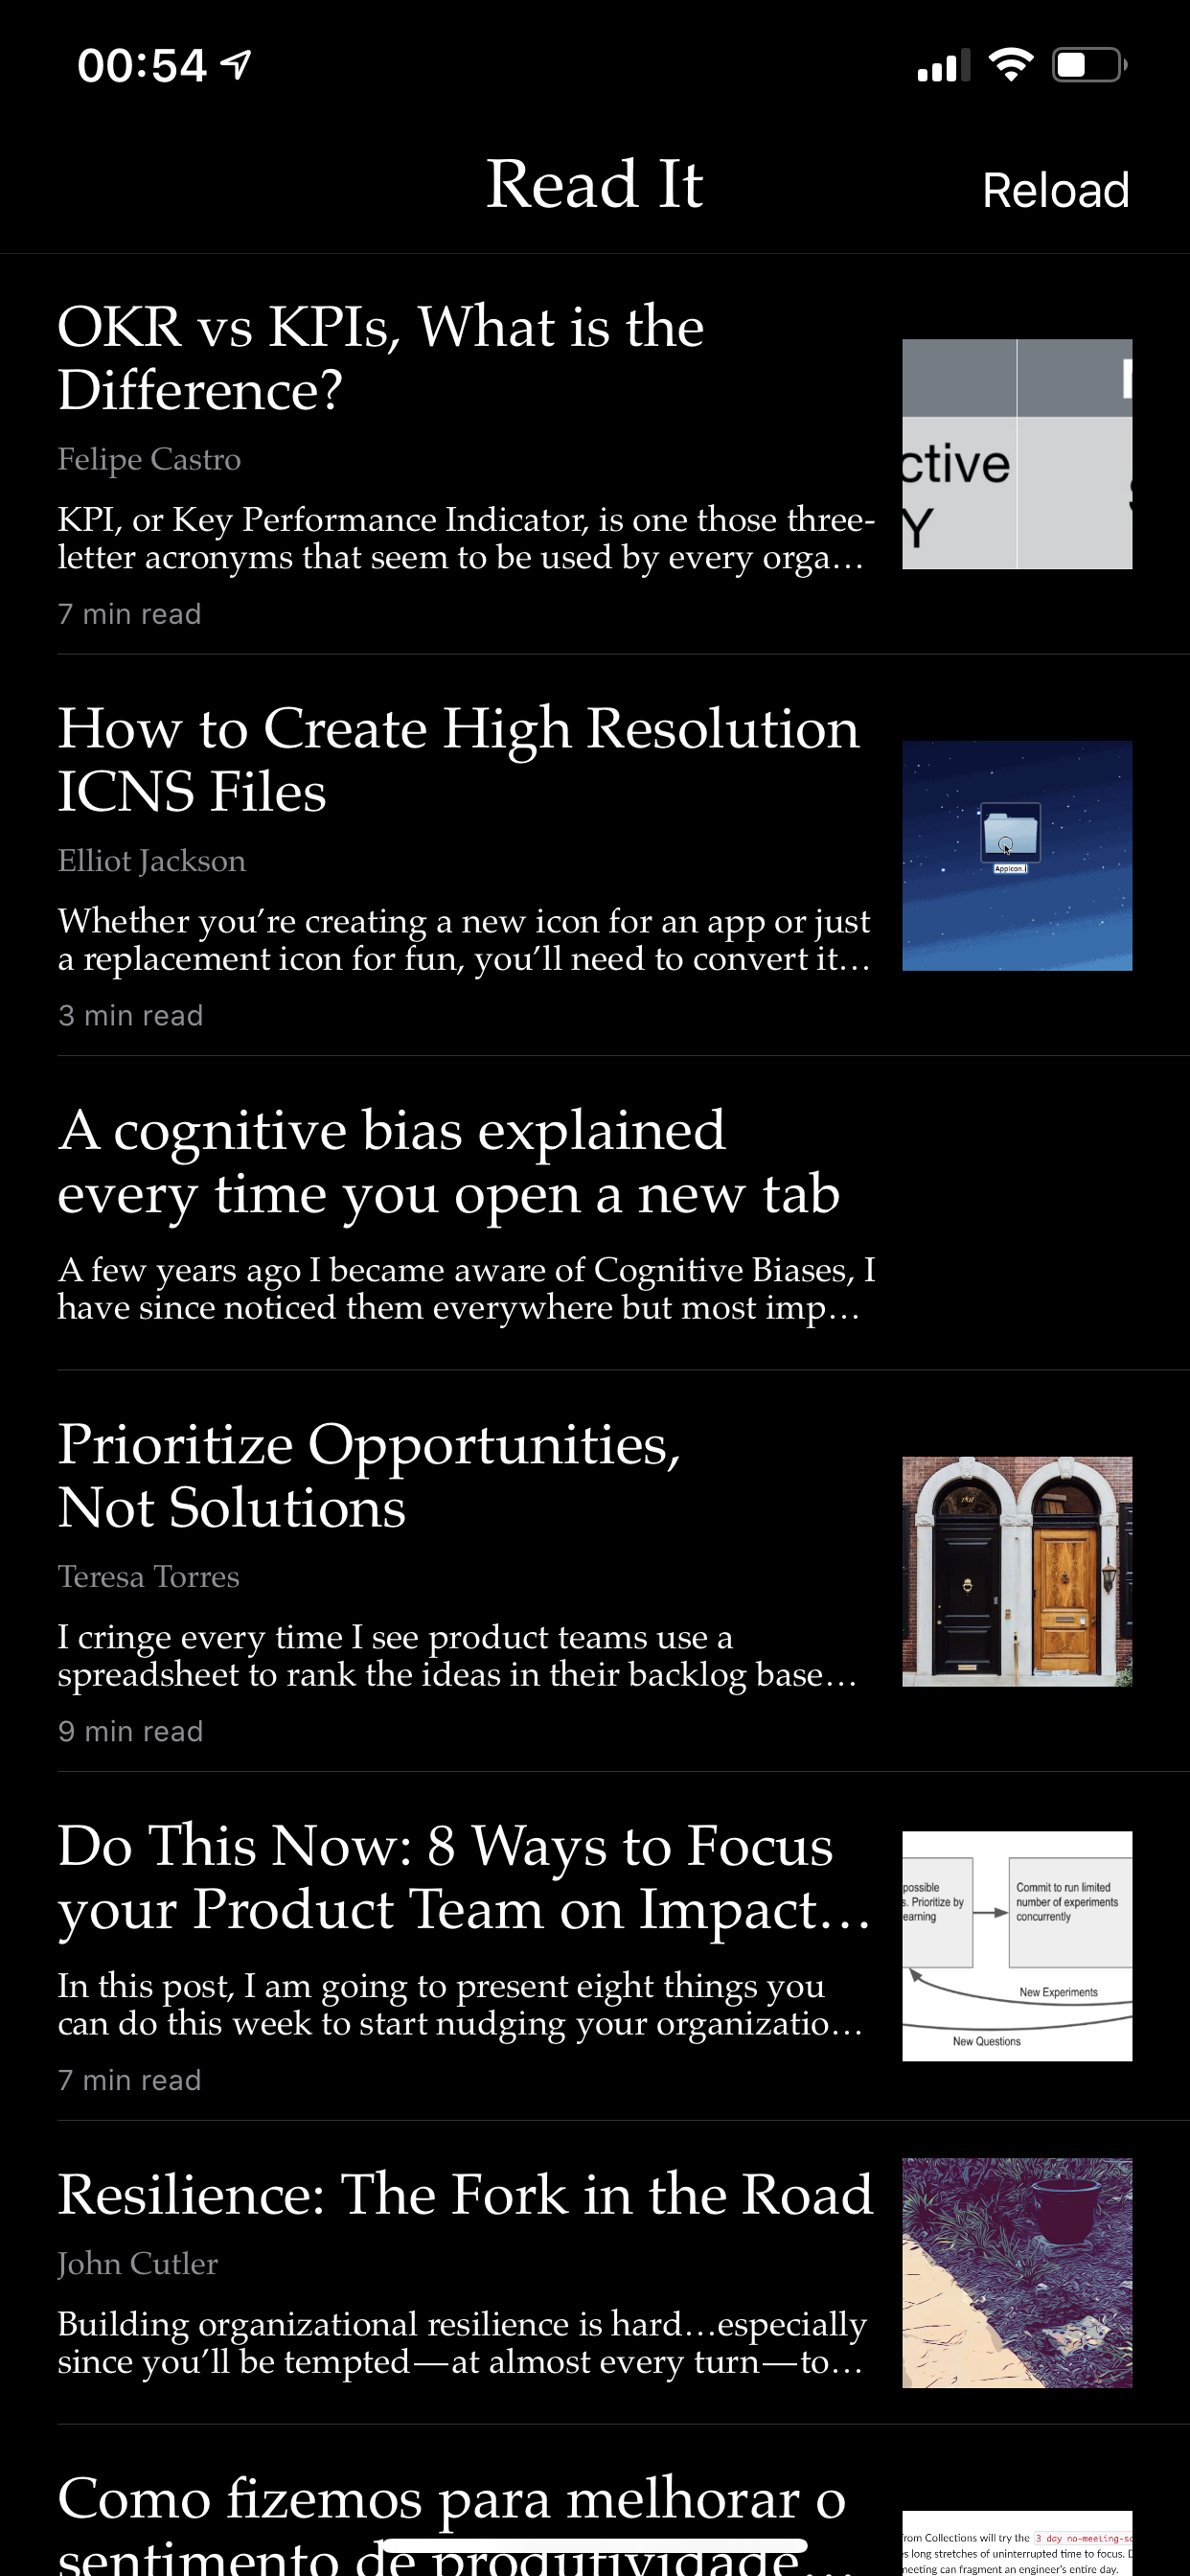 00:54
Read It
Reload
OKR vs KPIs, What is the
Difference?
Felipe Castro
KPI, or Key Performance Indicator, is one those three-
letter acronyms that seem to be used by every orga…
7 min read
ctive
Y
How to Create High Resolution
ICNS Files
Elliot Jackson
Whether you’re creating a new icon for an app or just
a replacement icon for fun, you’ll need to convert it…
3 min read
AppIcon.i
A cognitive bias explained
every time you open a new tab
A few years ago I became aware of Cognitive Biases, I
have since noticed them everywhere but most imp…
Prioritize Opportunities,
Not Solutions
Teresa Torres
I cringe every time I see product teams use a
spreadsheet to rank the ideas in their backlog base…
9 min read
Do This Now: 8 Ways to Focus
your Product Team on Impact…
In this post, I am going to present eight things you
can do this week to start nudging your organizatio…
7 min read
possible
s. Prioritize by
earning
Commit to run limited
number of experiments
concurrently
New Experiments
New Questions
Resilience: The Fork in the Road
John Cutler
Building organizational resilience is hard…especially
since you’ll be tempted — at almost every turn — to…
Como fizemos para melhorar o
sentimento de produtividade…
from Collections will try the 3 day no-meeting-sc
es long stretches of uninterrupted time to focus. D
meeting can fragment an engineer's entire day.